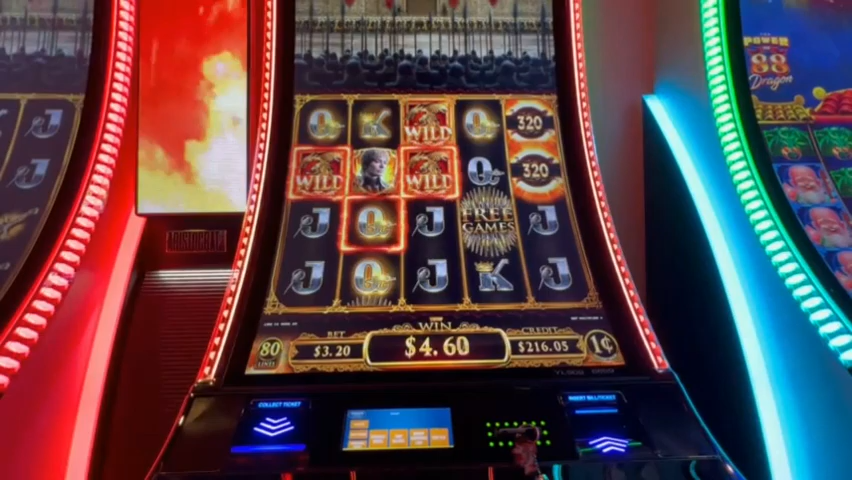 POWER
88
Dragon
Q K WILD Q 320
WILD WILD Q 320
J Q J FREE GAMES J
J Q J K J
J
J
ARISTOCRAT
BET WIN CREDIT
80 LINES $3.20 $4.60 $216.05 1¢
COLLECT TICKET
INSERT BILL/TICKET